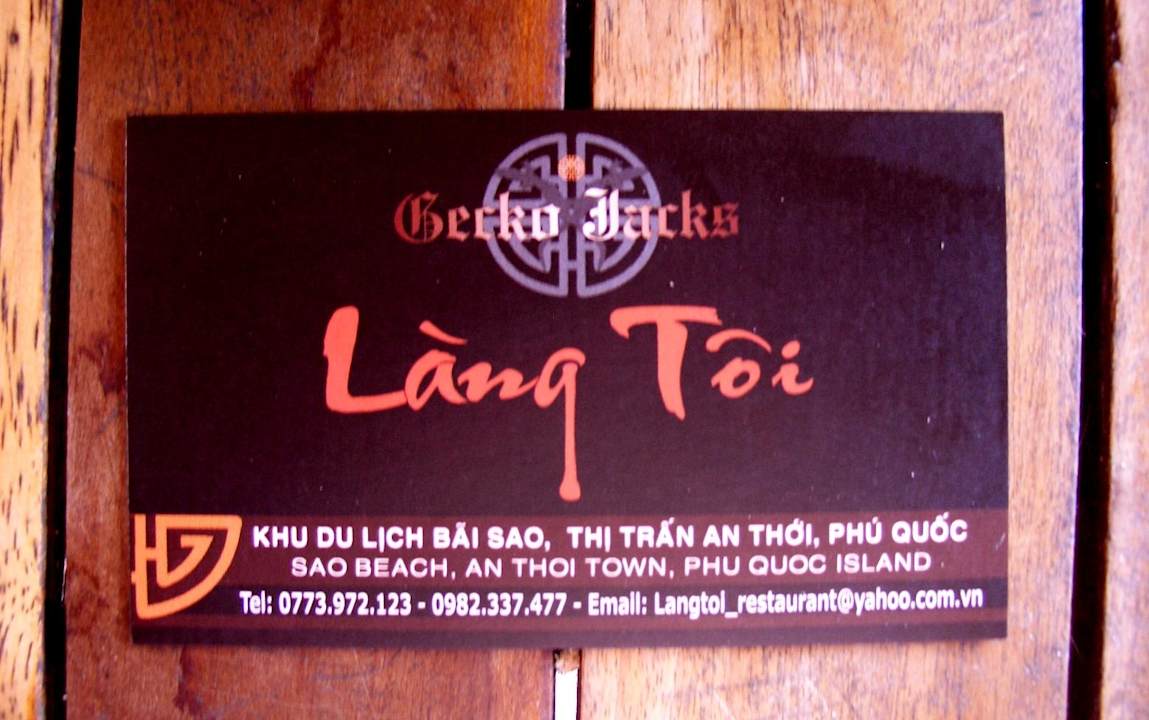 Gecko Jacks
Làng Tôi
KHU DU LỊCH BÃI SAO, THỊ TRẤN AN THỚI, PHÚ QUỐC
SAO BEACH, AN THOI TOWN, PHU QUOC ISLAND
Tel: 0773.972.123 - 0982.337.477 - Email: Langtoi_restaurant@yahoo.com.vn